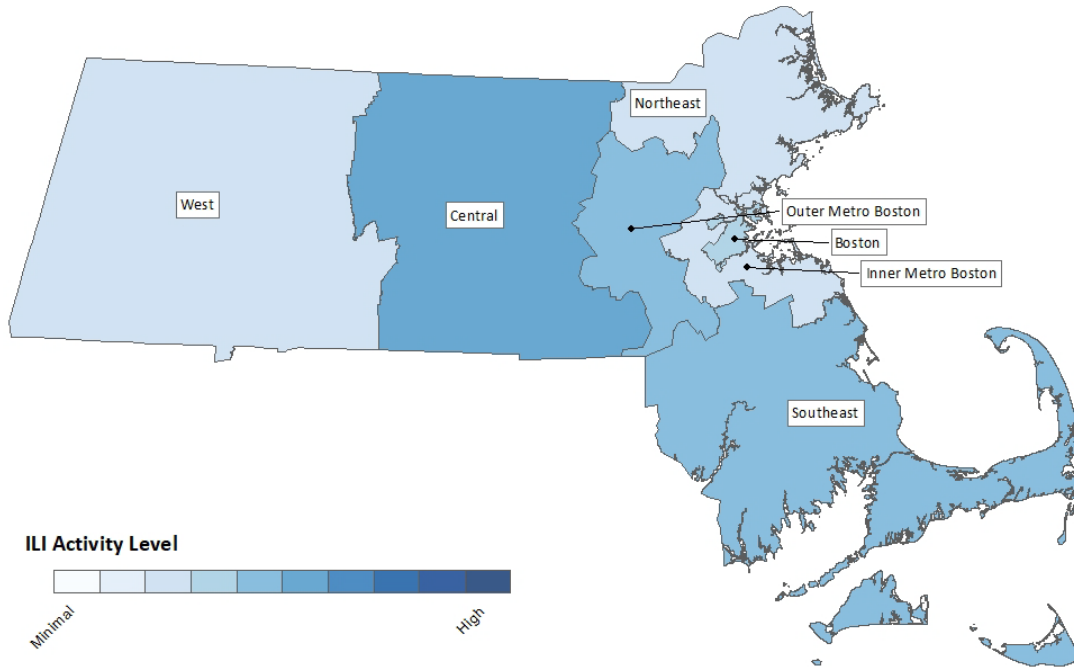 Northeast
West
Central
Outer Metro Boston
Boston
Inner Metro Boston
Southeast
ILI Activity Level
Minimal
High